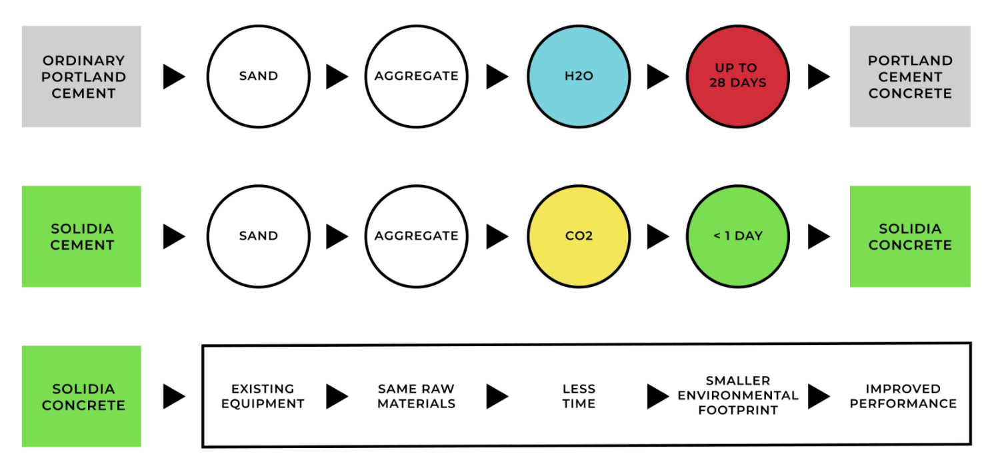 ORDINARY
PORTLAND
CEMENT
SAND
AGGREGATE
H2O
UP TO
28 DAYS
PORTLAND
CEMENT
CONCRETE
SOLIDIA
CEMENT
SAND
AGGREGATE
CO2
< 1 DAY
SOLIDIA
CONCRETE
SOLIDIA
CONCRETE
EXISTING
EQUIPMENT
SAME RAW
MATERIALS
LESS
TIME
SMALLER
ENVIRONMENTAL
FOOTPRINT
IMPROVED
PERFORMANCE